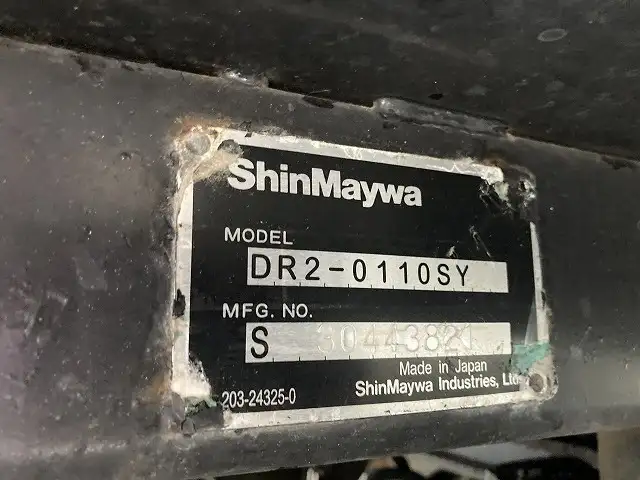 ShinMaywa
MODEL
DR2-0110SY
MFG. NO.
S 30443821
Made in Japan
203-24325-0
ShinMaywa Industries, Ltd